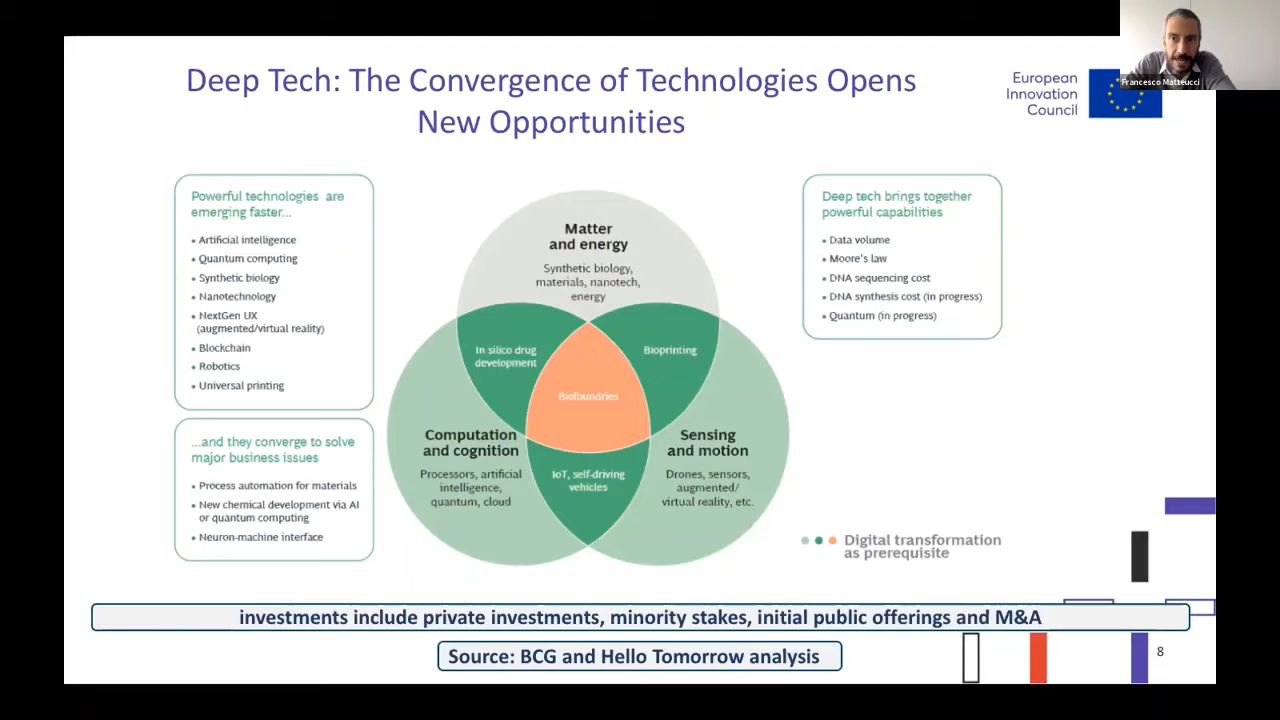 Deep Tech: The Convergence of Technologies Opens
New Opportunities
European
Innovation
Council
Francesco Matteucci
Powerful technologies are
emerging faster...
• Artificial intelligence
• Quantum computing
• Synthetic biology
• Nanotechnology
• NextGen UX
(augmented/virtual reality)
• Blockchain
• Robotics
• Universal printing
...and they converge to solve
major business issues
• Process automation for materials
• New chemical development via AI
or quantum computing
• Neuron-machine interface
Matter
and energy
Synthetic biology,
materials, nanotech,
energy
In silico drug
development
Bioprinting
Biofoundries
Computation
and cognition
Processors, artificial
intelligence,
quantum, cloud
Sensing
and motion
Drones, sensors,
augmented/
virtual reality, etc.
IoT, self-driving
vehicles
Deep tech brings together
powerful capabilities
• Data volume
• Moore's law
• DNA sequencing cost
• DNA synthesis cost (in progress)
• Quantum (in progress)
Digital transformation
as prerequisite
investments include private investments, minority stakes, initial public offerings and M&A
Source: BCG and Hello Tomorrow analysis
8